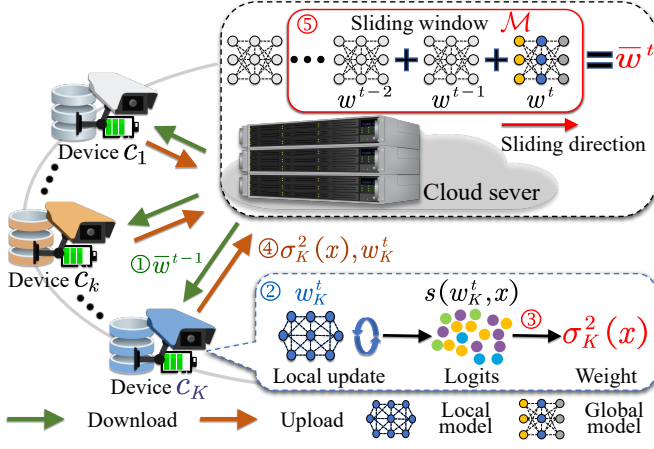 ⑤ Sliding window ℳ
w^{t-2} + w^{t-1} + w^t = w̅^t
Sliding direction
Cloud sever
Device c_1
Device c_k
① w̅^{t-1}
④ σ_K^2(x), w_K^t
Device c_K
② w_K^t
s(w_K^t, x)
③
σ_K^2(x)
Local update
Logits
Weight
Download
Upload
Local model
Global model